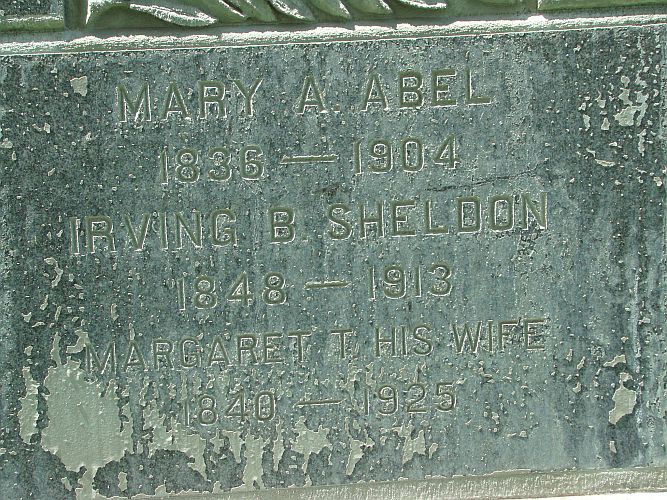 MARY A. ABEL
1836 — 1904
IRVING B. SHELDON
1848 — 1913
MARGARET T. HIS WIFE
1840 — 1925